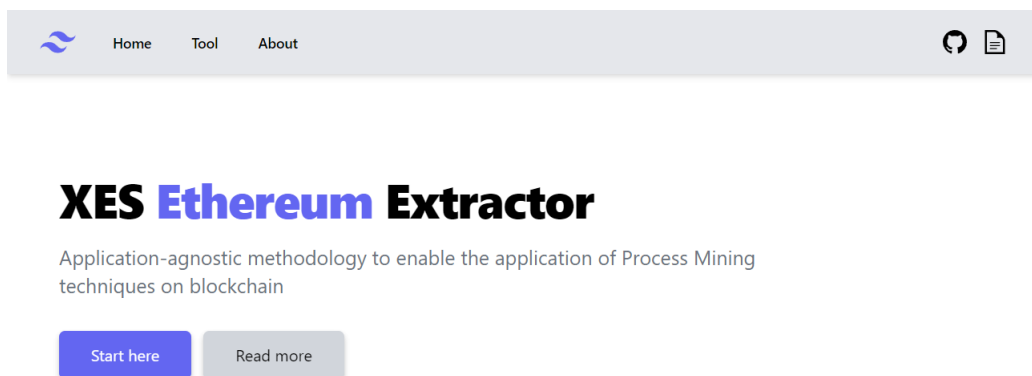 Home Tool About
XES Ethereum Extractor
Application-agnostic methodology to enable the application of Process Mining
techniques on blockchain
Start here Read more